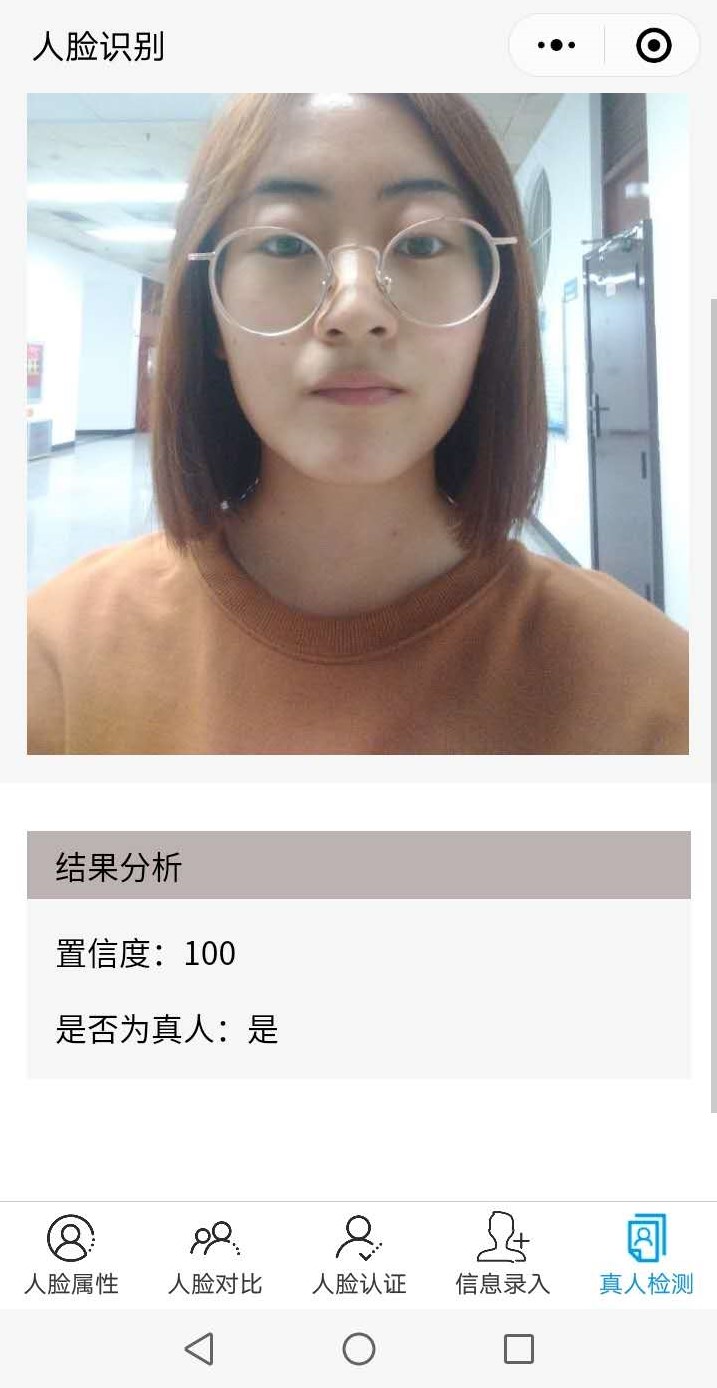 人脸识别
结果分析
置信度：100
是否为真人：是
人脸属性
人脸对比
人脸认证
信息录入
真人检测